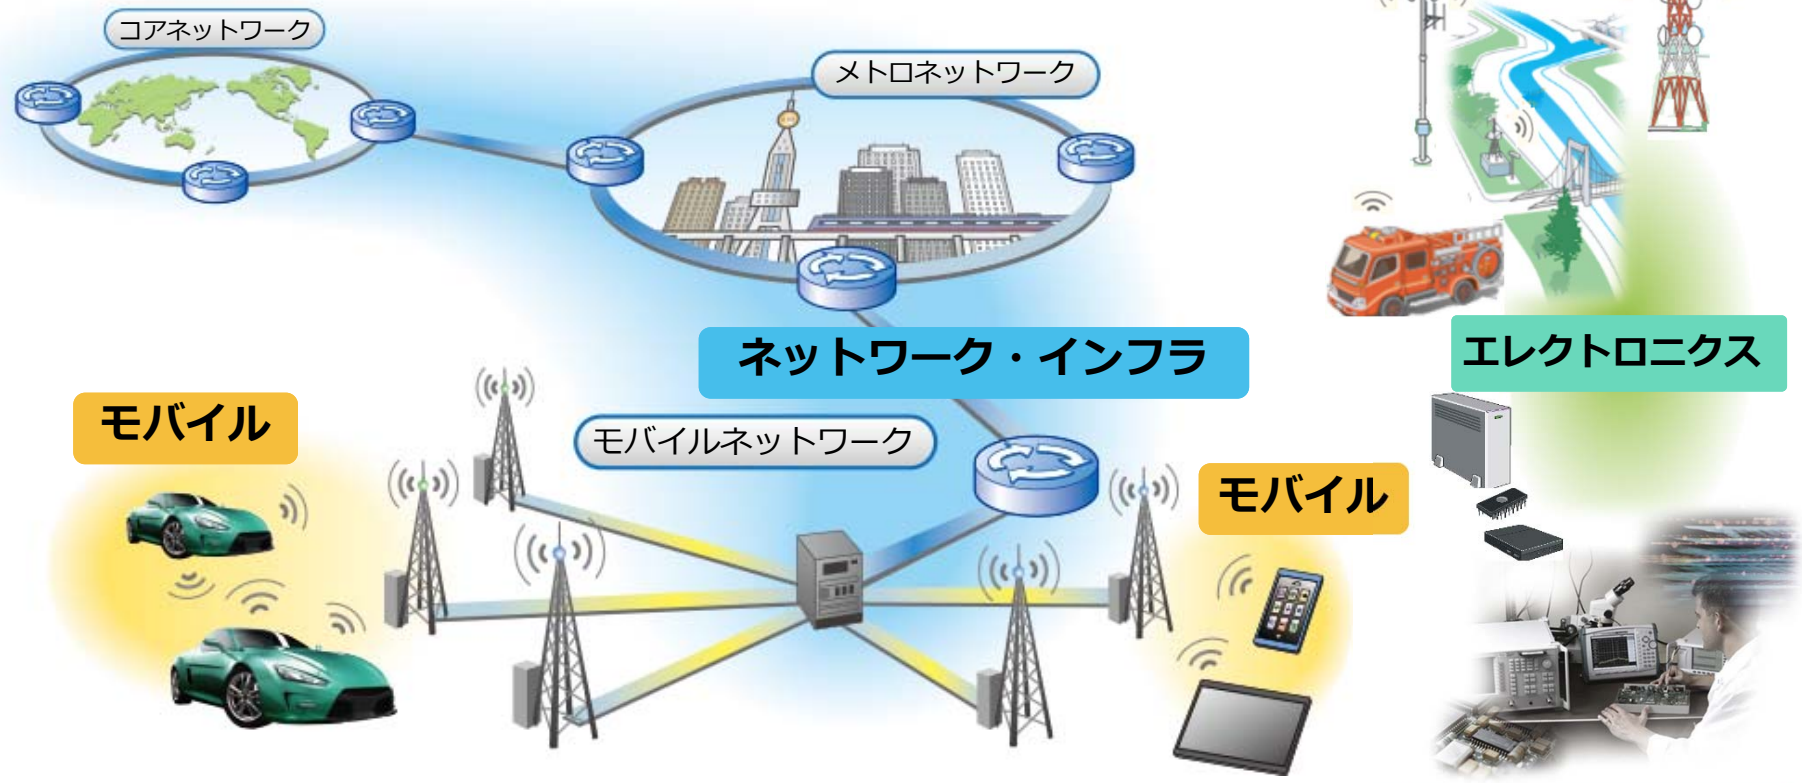 コアネットワーク
メトロネットワーク
ネットワーク・インフラ
エレクトロニクス
モバイル
モバイルネットワーク
モバイル